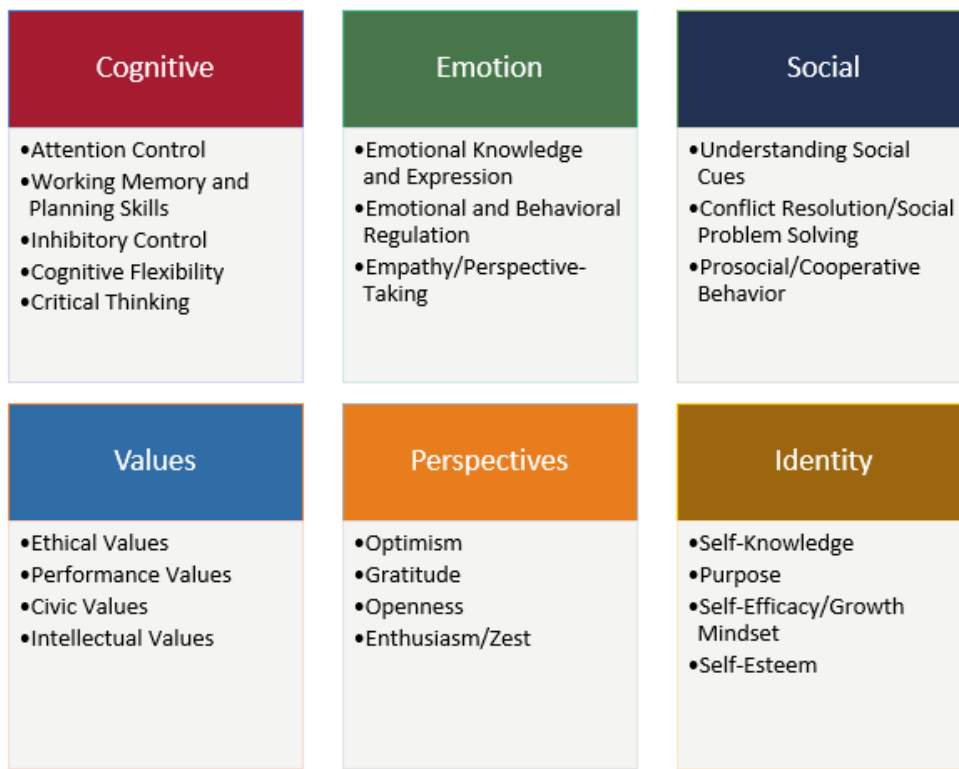 Cognitive
•Attention Control
•Working Memory and
Planning Skills
•Inhibitory Control
•Cognitive Flexibility
•Critical Thinking
Emotion
•Emotional Knowledge
and Expression
•Emotional and Behavioral
Regulation
•Empathy/Perspective-
Taking
Social
•Understanding Social
Cues
•Conflict Resolution/Social
Problem Solving
•Prosocial/Cooperative
Behavior
Values
•Ethical Values
•Performance Values
•Civic Values
•Intellectual Values
Perspectives
•Optimism
•Gratitude
•Openness
•Enthusiasm/Zest
Identity
•Self-Knowledge
•Purpose
•Self-Efficacy/Growth
Mindset
•Self-Esteem